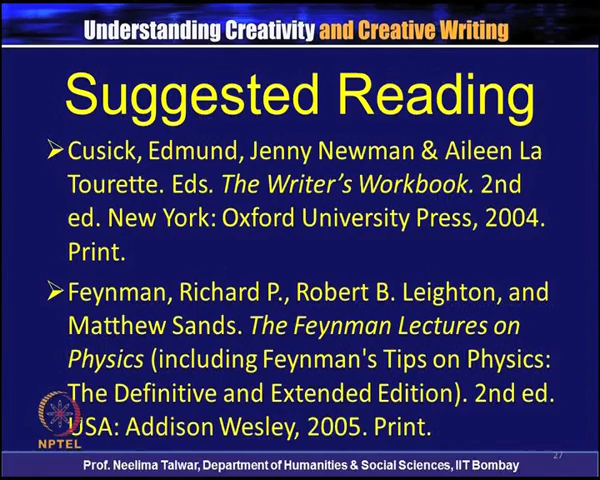 Understanding Creativity and Creative Writing
Suggested Reading
➢Cusick, Edmund, Jenny Newman & Aileen La
Tourette. Eds. The Writer's Workbook. 2nd
ed. New York: Oxford University Press, 2004.
Print.
➢Feynman, Richard P., Robert B. Leighton, and
Matthew Sands. The Feynman Lectures on
Physics (including Feynman's Tips on Physics:
The Definitive and Extended Edition). 2nd ed.
USA: Addison Wesley, 2005. Print.
NPTEL
27
Prof. Neelima Talwar, Department of Humanities & Social Sciences, IIT Bombay